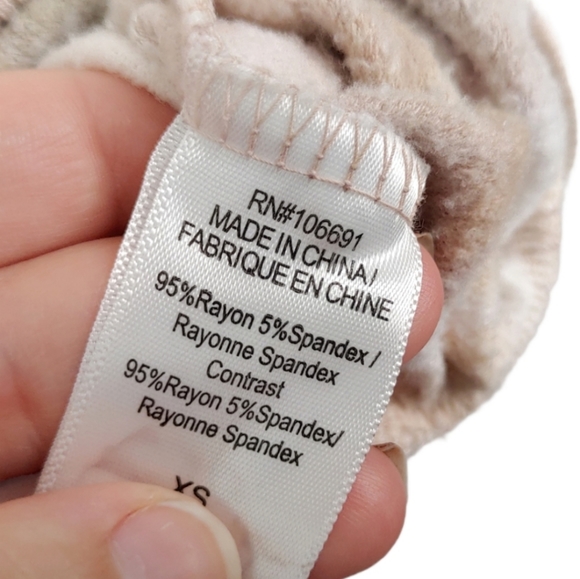 RN#106691
MADE IN CHINA/
FABRIQUE EN CHINE
95%Rayon 5%Spandex /
Rayonne Spandex
Contrast
95%Rayon 5%Spandex/
Rayonne Spandex
XS